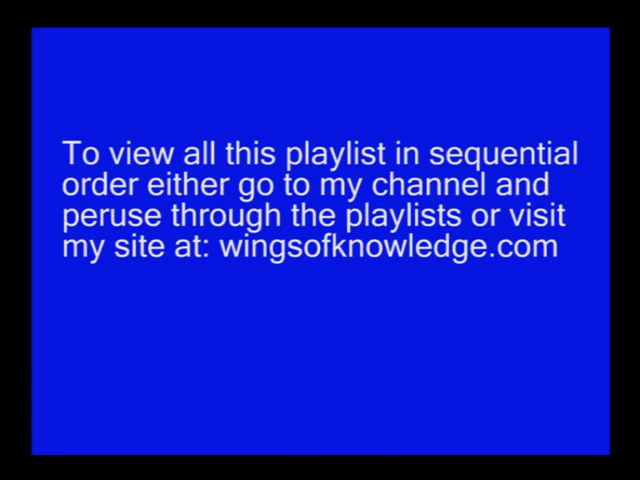 To view all this playlist in sequential
order either go to my channel and
peruse through the playlists or visit
my site at: wingsofknowledge.com